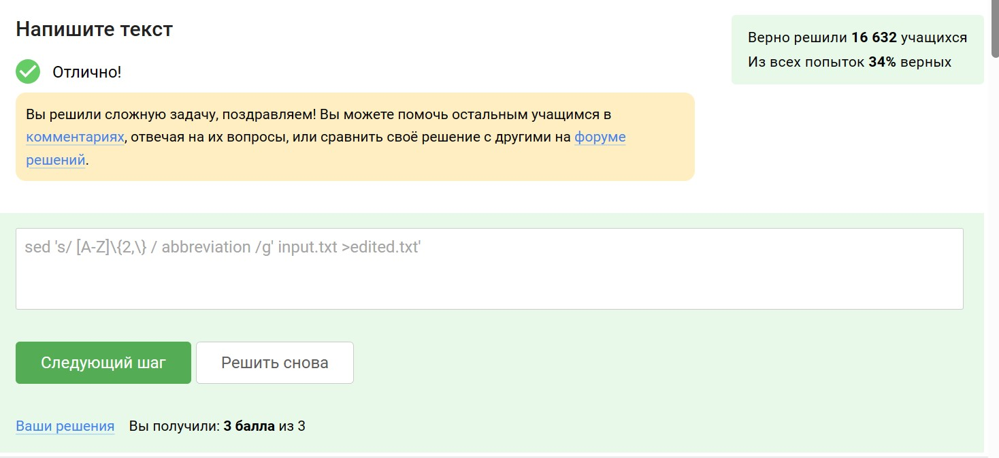 Напишите текст
Верно решили 16 632 учащихся
Из всех попыток 34% верных
Отлично!
Вы решили сложную задачу, поздравляем! Вы можете помочь остальным учащимся в
комментариях, отвечая на их вопросы, или сравнить своё решение с другими на форуме
решений.
sed 's/ [A-Z]\{2,\} / abbreviation /g' input.txt >edited.txt'
Следующий шаг
Решить снова
Ваши решения Вы получили: 3 балла из 3